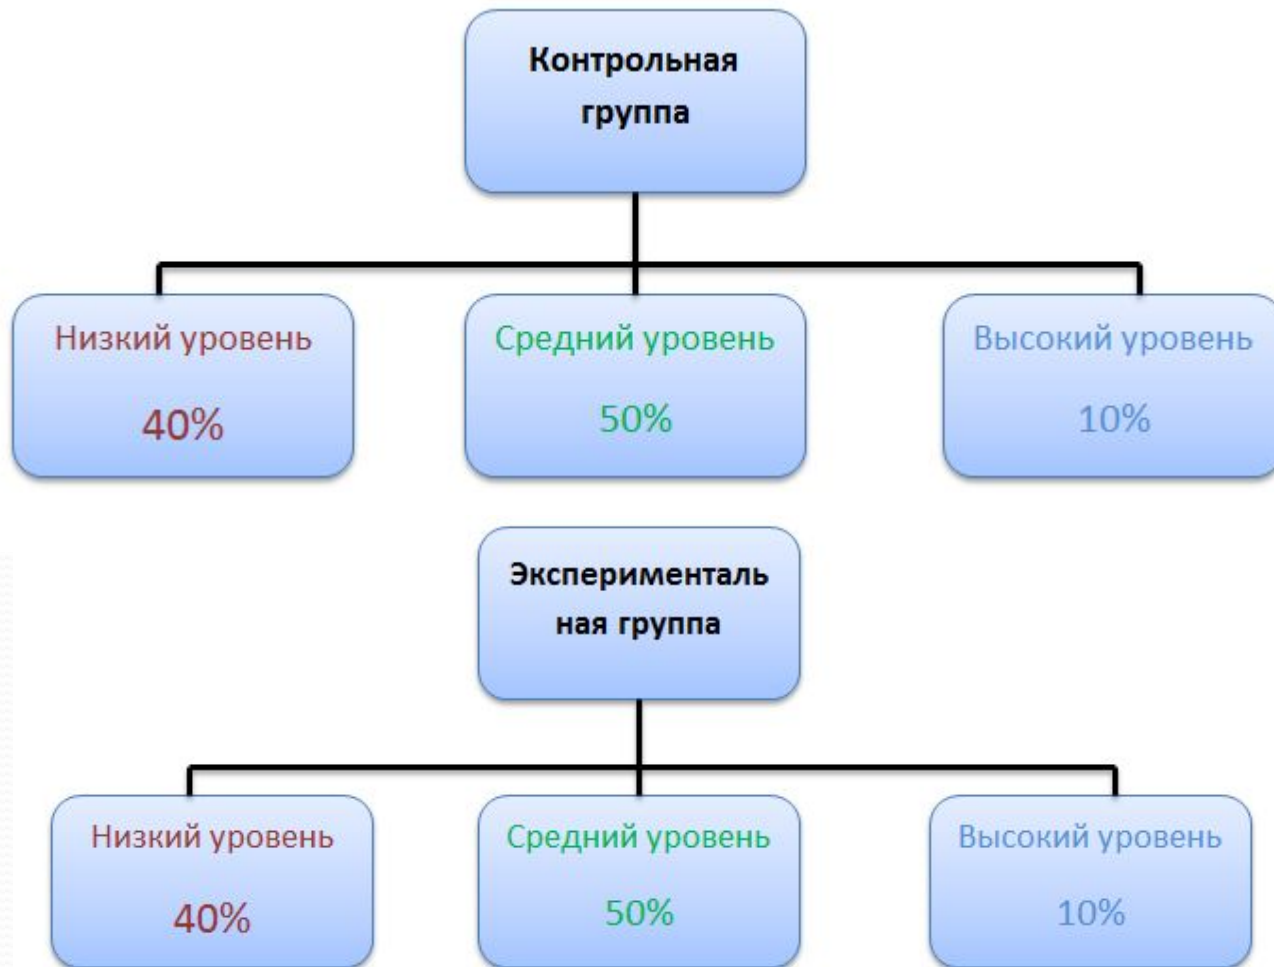 Контрольная
группа
Низкий уровень
Средний уровень
Высокий уровень
40%
50%
10%
Эксперименталь
ная группа
Низкий уровень
Средний уровень
Высокий уровень
40%
50%
10%